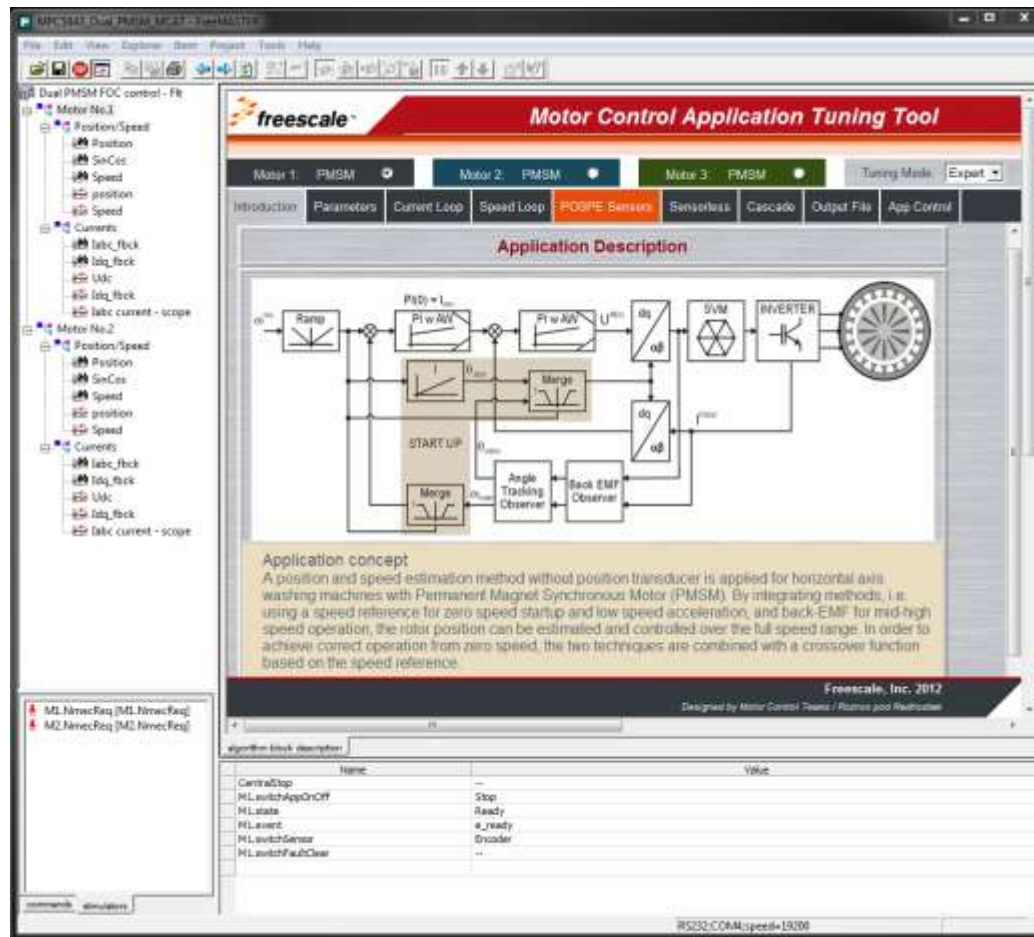 MPC5643_Dual_PMSM_MCAT - FreeMASTER
File Edit View Explorer Item Project Tools Help
Dual PMSM FOC control - Fr
Motor No.1
Position/Speed
Position
SinCos
Speed
position
Speed
Currents
Iabc_fbck
Idq_fbck
Udc
Idq_fbck
Iabc current - scope
Motor No.2
Position/Speed
Position
SinCos
Speed
position
Speed
Currents
Iabc_fbck
Idq_fbck
Udc
Idq_fbck
Iabc current - scope
M1.NmecReq [M1.NmecReq]
M2.NmecReq [M2.NmecReq]
commands stimulators
freescale Motor Control Application Tuning Tool
Motor 1: PMSM Motor 2: PMSM Motor 3: PMSM Tuning Mode: Expert
Introduction Parameters Current Loop Speed Loop POSPE Sensors Sensorless Cascade Output File App Control
Application Description
Ramp
PI w AW
PI w AW
dq
αβ
SVM
INVERTER
I
Merge
dq
αβ
START UP
Merge
Angle
Tracking
Observer
Back EMF
Observer
Application concept
A position and speed estimation method without position transducer is applied for horizontal axis
washing machines with Permanent Magnet Synchronous Motor (PMSM). By integrating methods, i.e.
using a speed reference for zero speed startup and low speed acceleration, and back-EMF for mid-high
speed operation, the rotor position can be estimated and controlled over the full speed range. In order to
achieve correct operation from zero speed, the two techniques are combined with a crossover function
based on the speed reference.
Freescale, Inc. 2012
Designed by Motor Control Teams / Roznov pod Radhostem
algorithm block description
Name Value
CentralStop --
M1.switchAppOnOff Stop
M1.state Ready
M1.event e_ready
M1.switchSensor Encoder
M1.switchFaultClear --
RS232;COM4;speed=19200